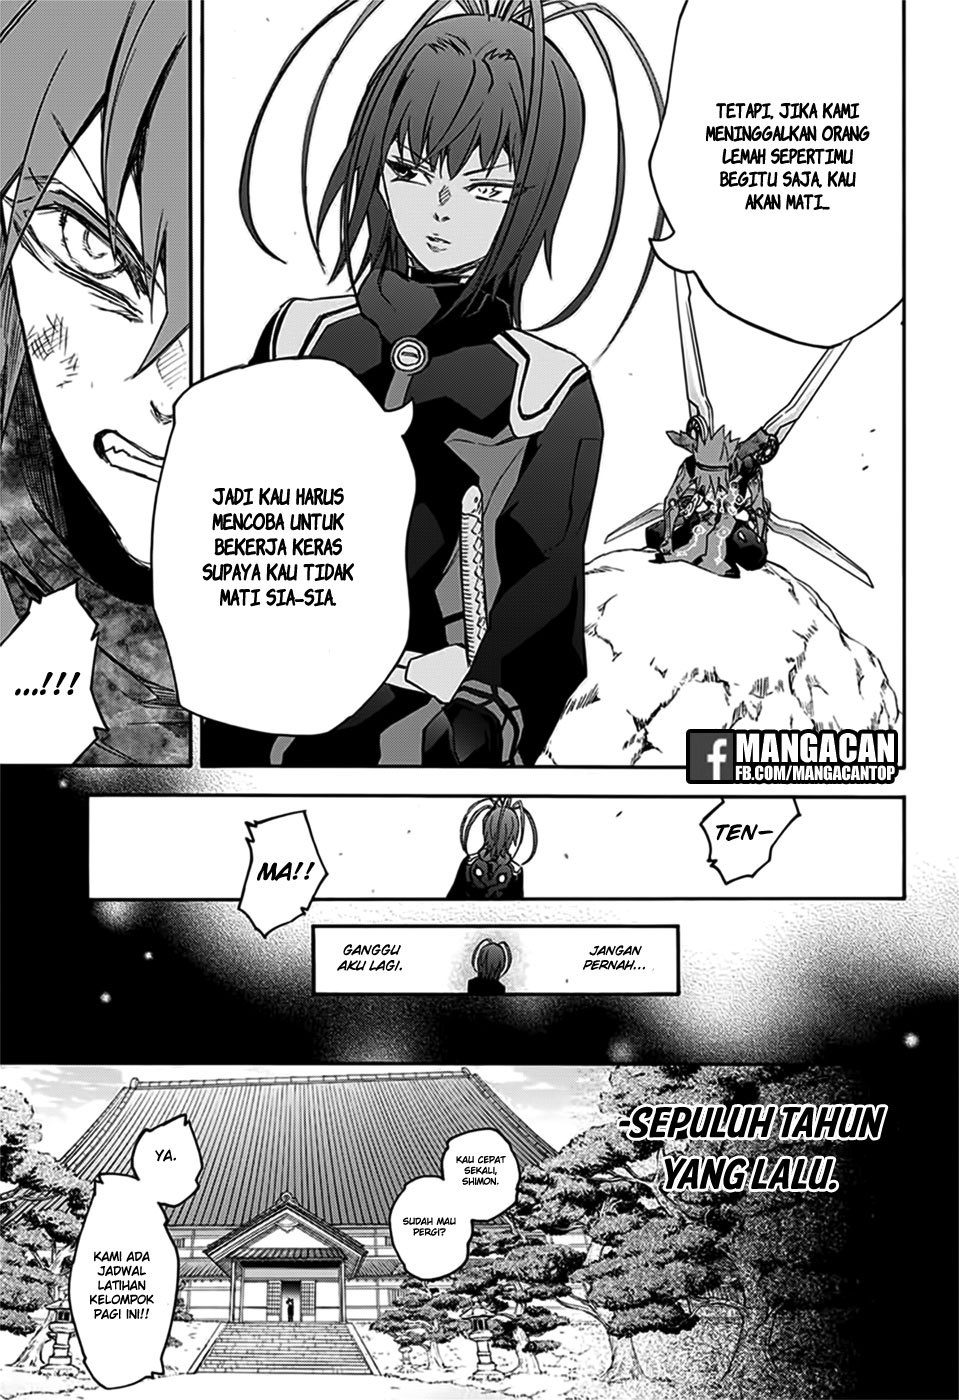 TETAPI, JIKA KAMI
MENINGGALKAN ORANG
LEMAH SEPERTIMU
BEGITU SAJA, KAU
AKAN MATI...
JADI KAU HARUS
MENCOBA UNTUK
BEKERJA KERAS
SUPAYA KAU TIDAK
MATI SIA-SIA.
...!!!
MANGACAN
FB.COM/MANGACANTOP
TEN-
MA!!
JANGAN
PERNAH...
GANGGU
AKU LAGI.
-SEPULUH TAHUN
YANG LALU.
KAU CEPAT
SEKALI,
SHIMON.
SUDAH MAU
PERGI?
YA.
KAMI ADA
JADWAL
LATIHAN
KELOMPOK
PAGI INI!!